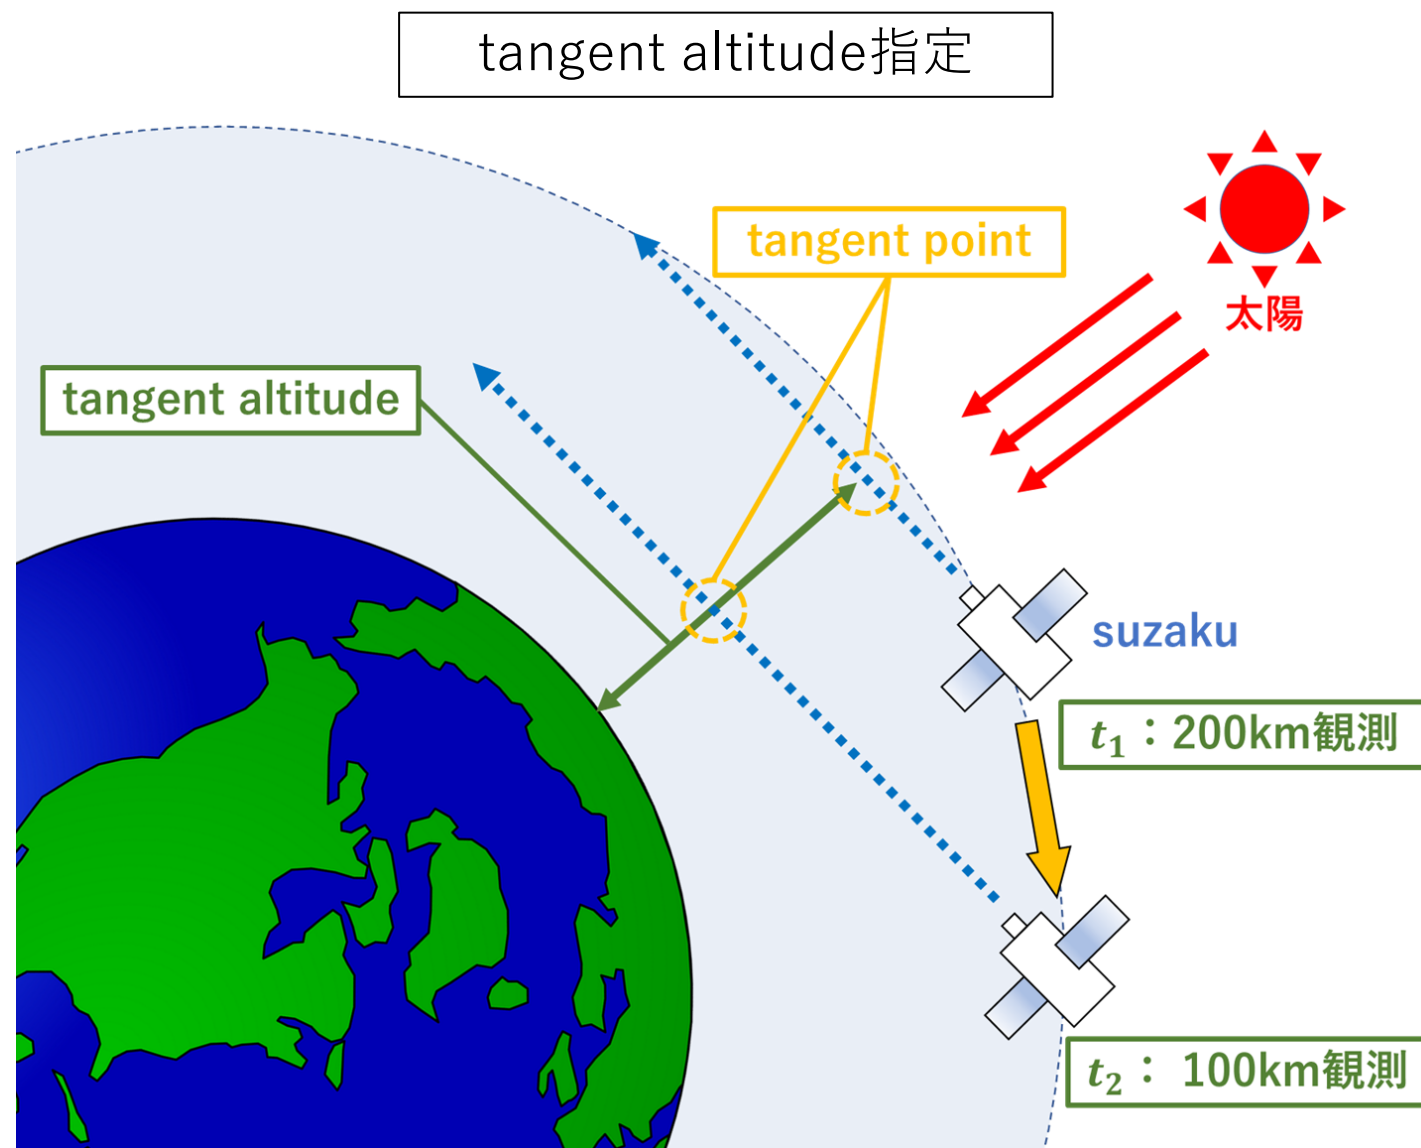 tangent altitude指定
tangent point
太陽
tangent altitude
suzaku
t₁：200km観測
t₂： 100km観測